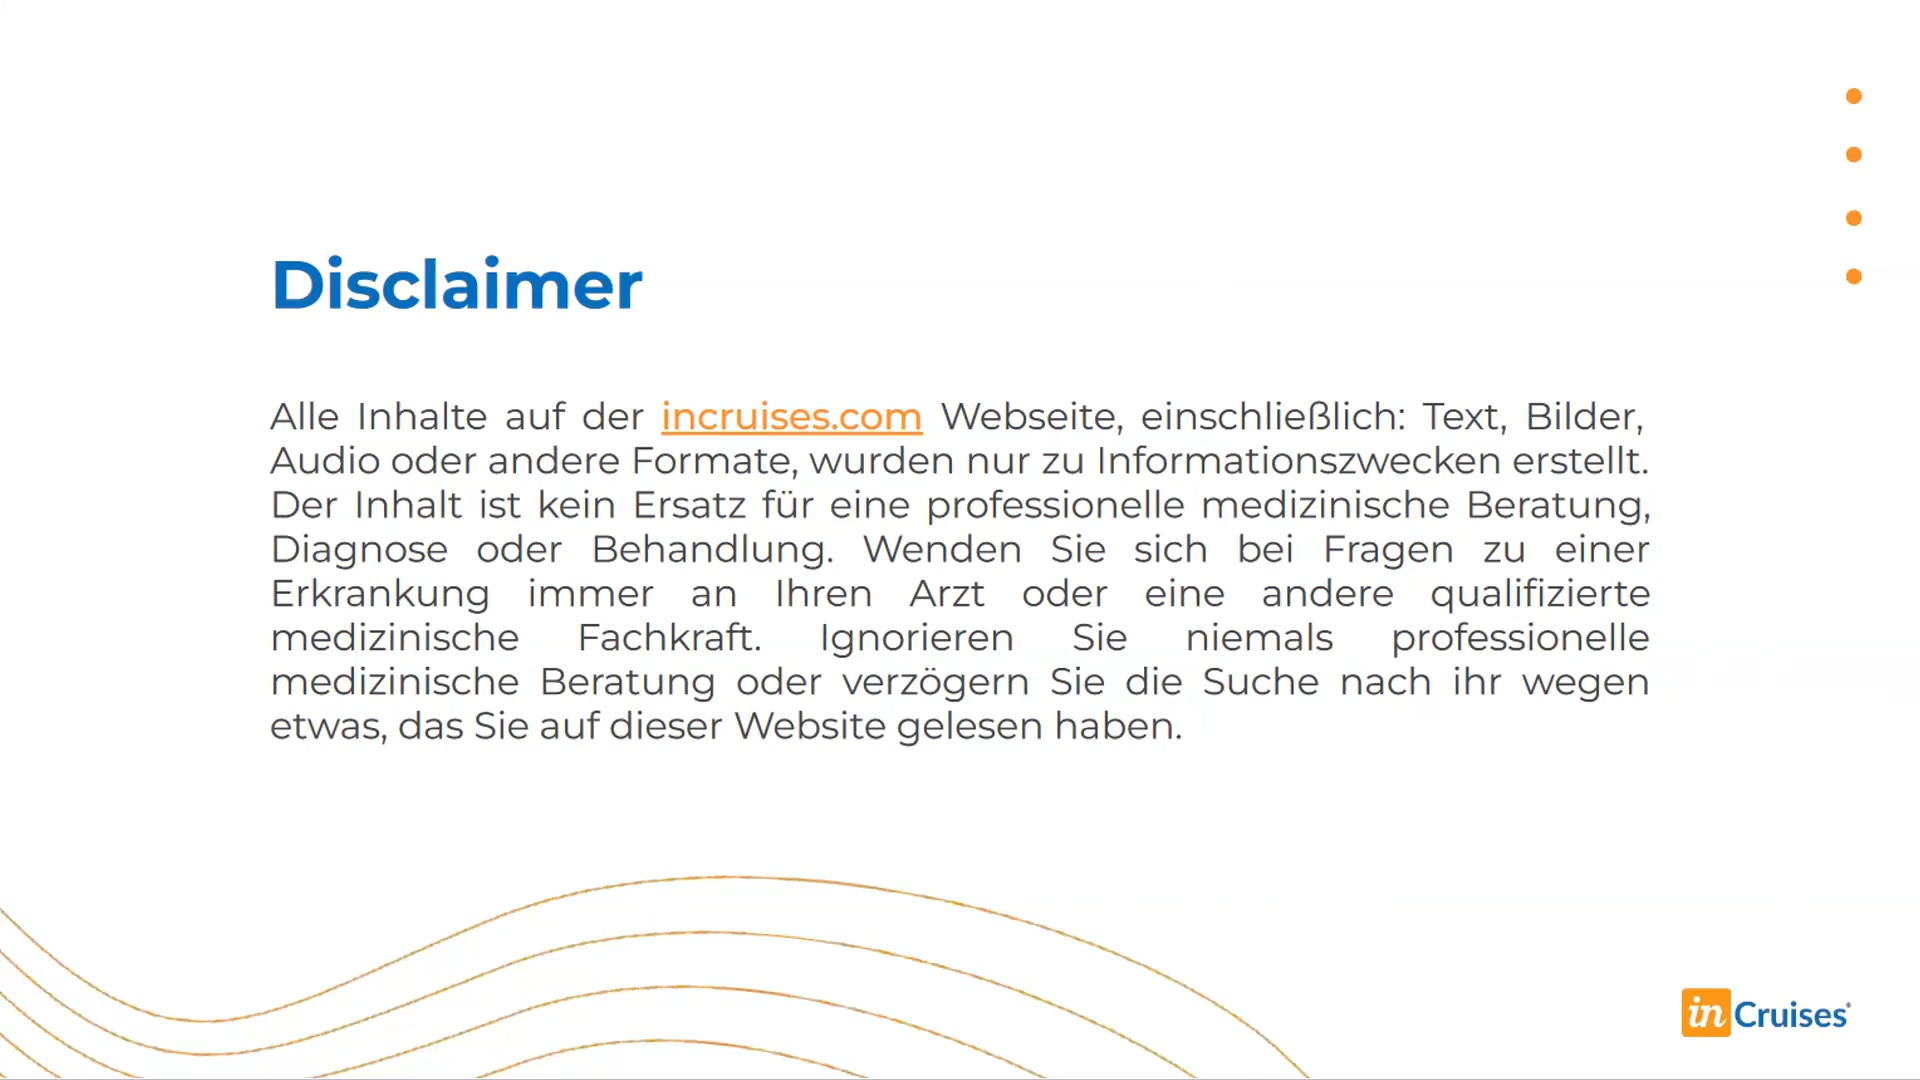 Disclaimer
Alle Inhalte auf der incruises.com Webseite, einschließlich: Text, Bilder,
Audio oder andere Formate, wurden nur zu Informationszwecken erstellt.
Der Inhalt ist kein Ersatz für eine professionelle medizinische Beratung,
Diagnose oder Behandlung. Wenden Sie sich bei Fragen zu einer
Erkrankung immer an Ihren Arzt oder eine andere qualifizierte
medizinische Fachkraft. Ignorieren Sie niemals professionelle
medizinische Beratung oder verzögern Sie die Suche nach ihr wegen
etwas, das Sie auf dieser Website gelesen haben.
in Cruises®